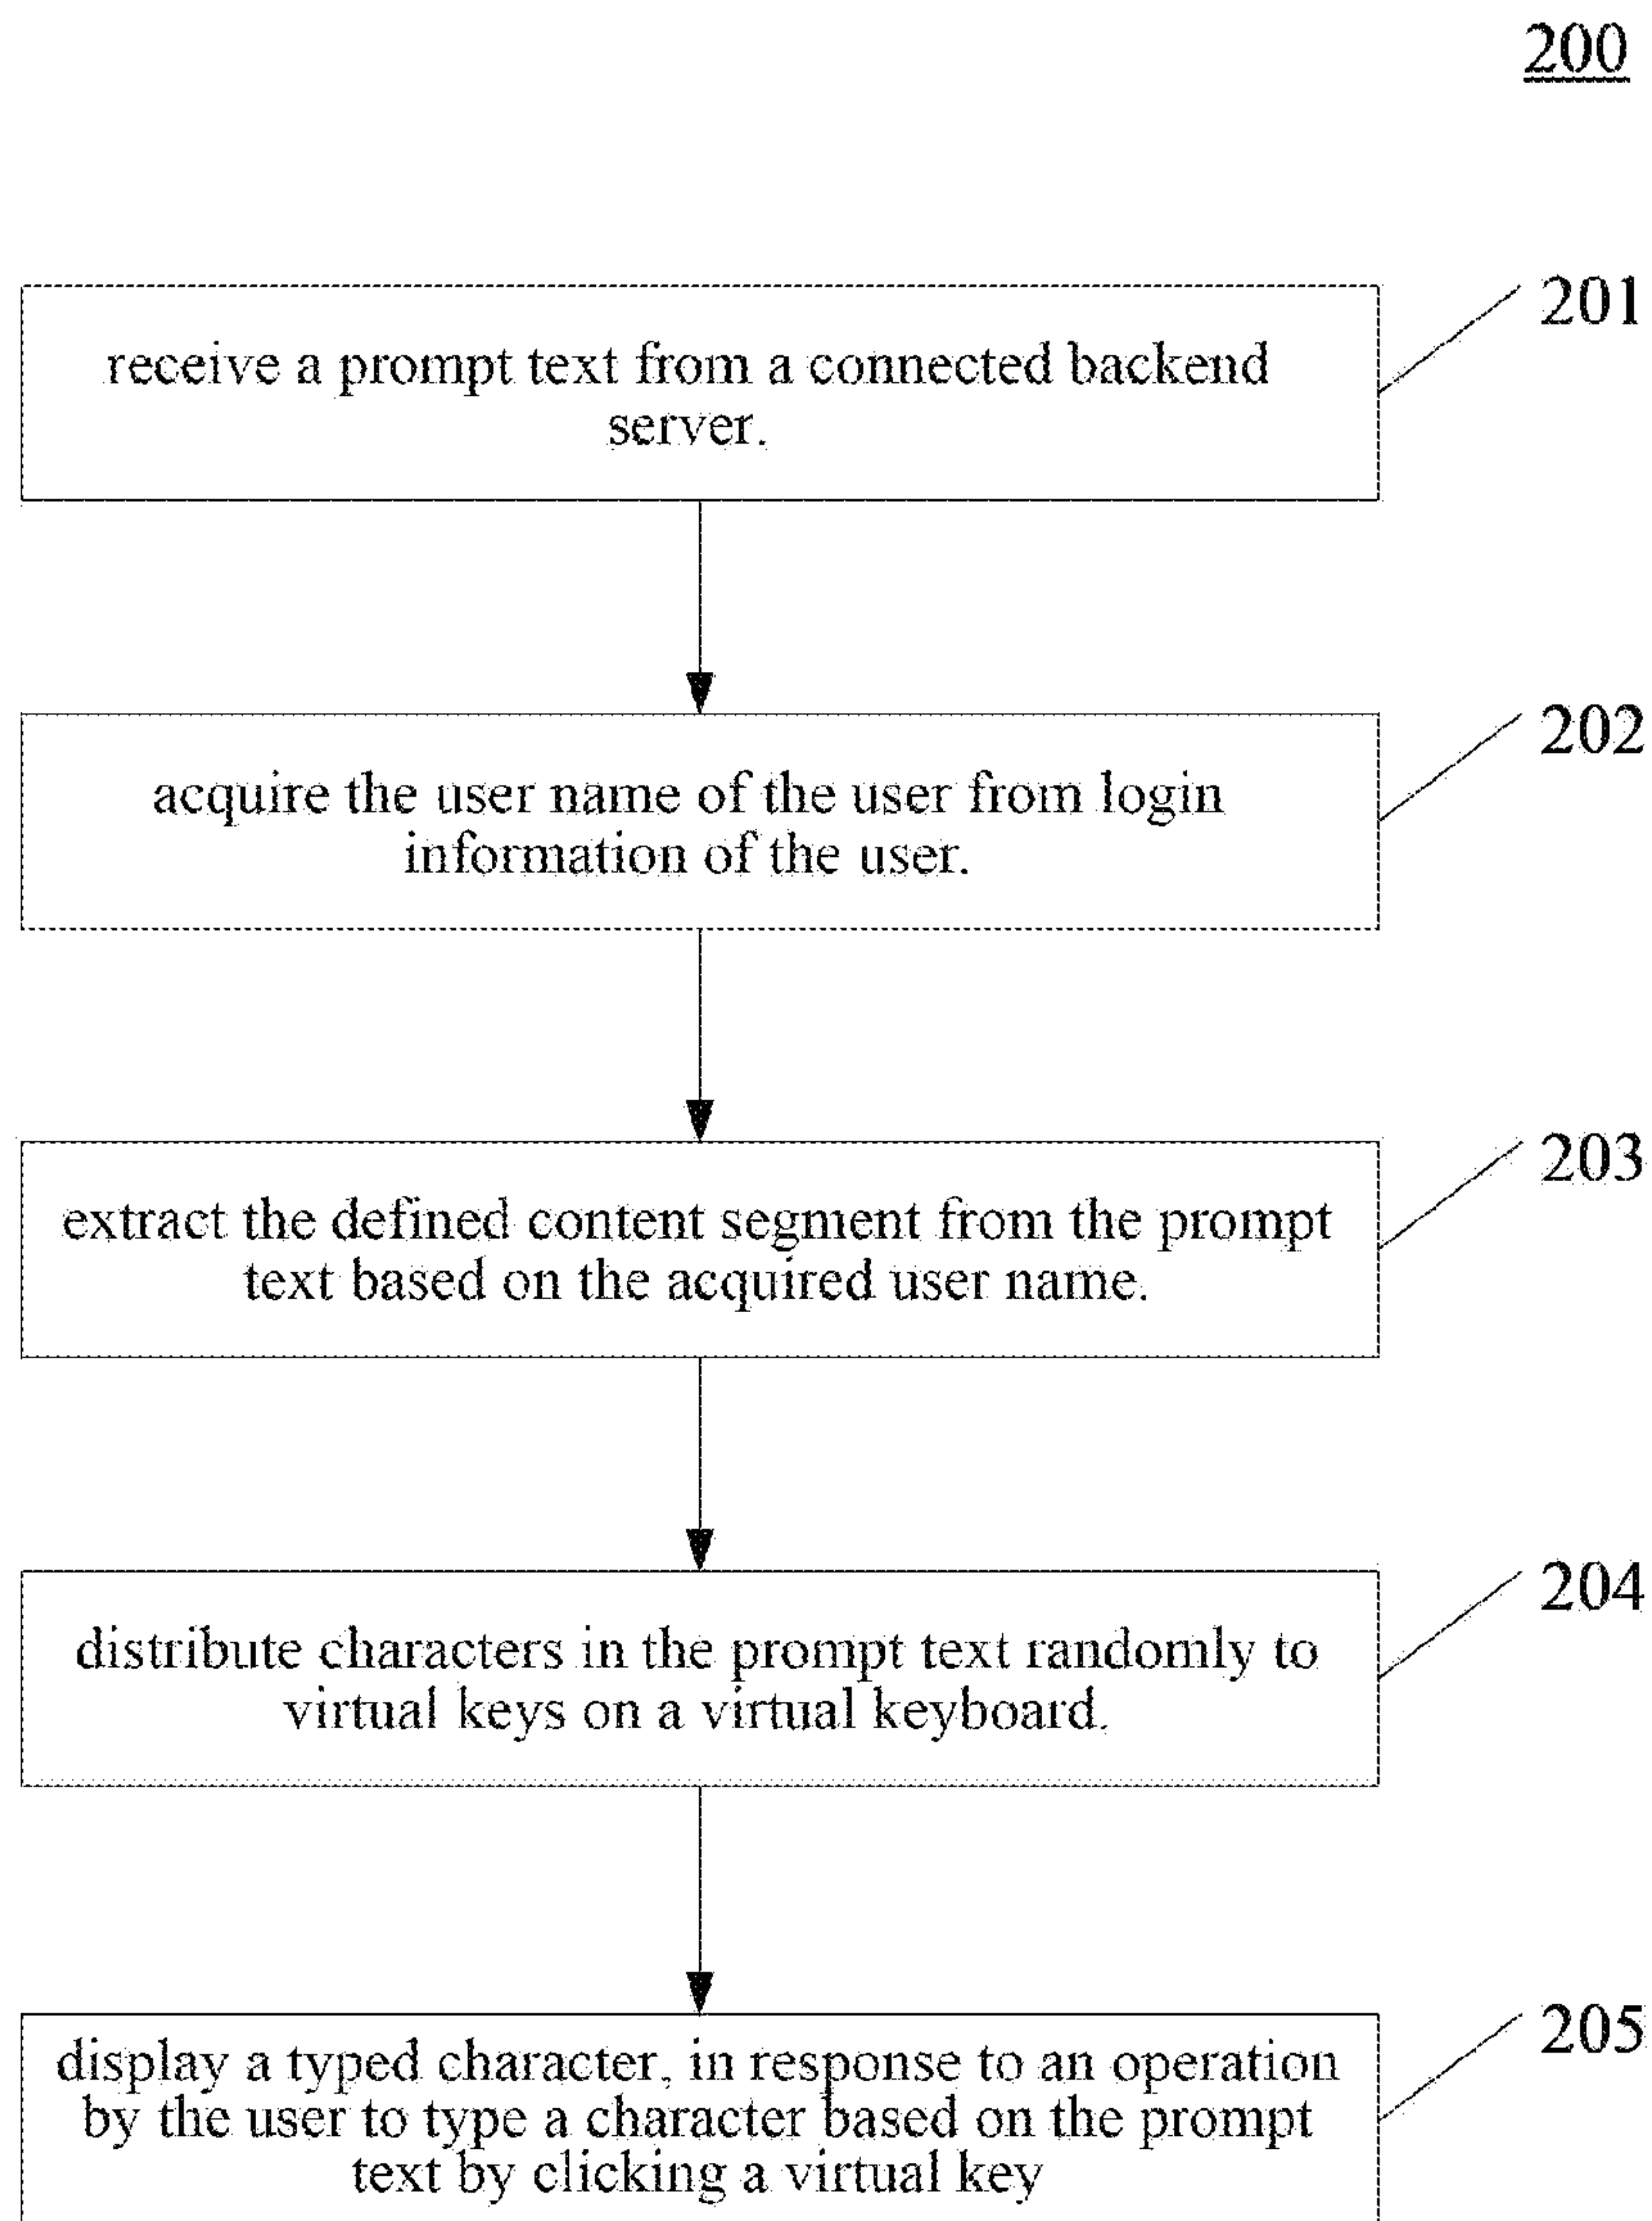 200
201
receive a prompt text from a connected backend
server.
202
acquire the user name of the user from login
information of the user.
203
extract the defined content segment from the prompt
text based on the acquired user name.
204
distribute characters in the prompt text randomly to
virtual keys on a virtual keyboard.
205
display a typed character, in response to an operation
by the user to type a character based on the prompt
text by clicking a virtual key